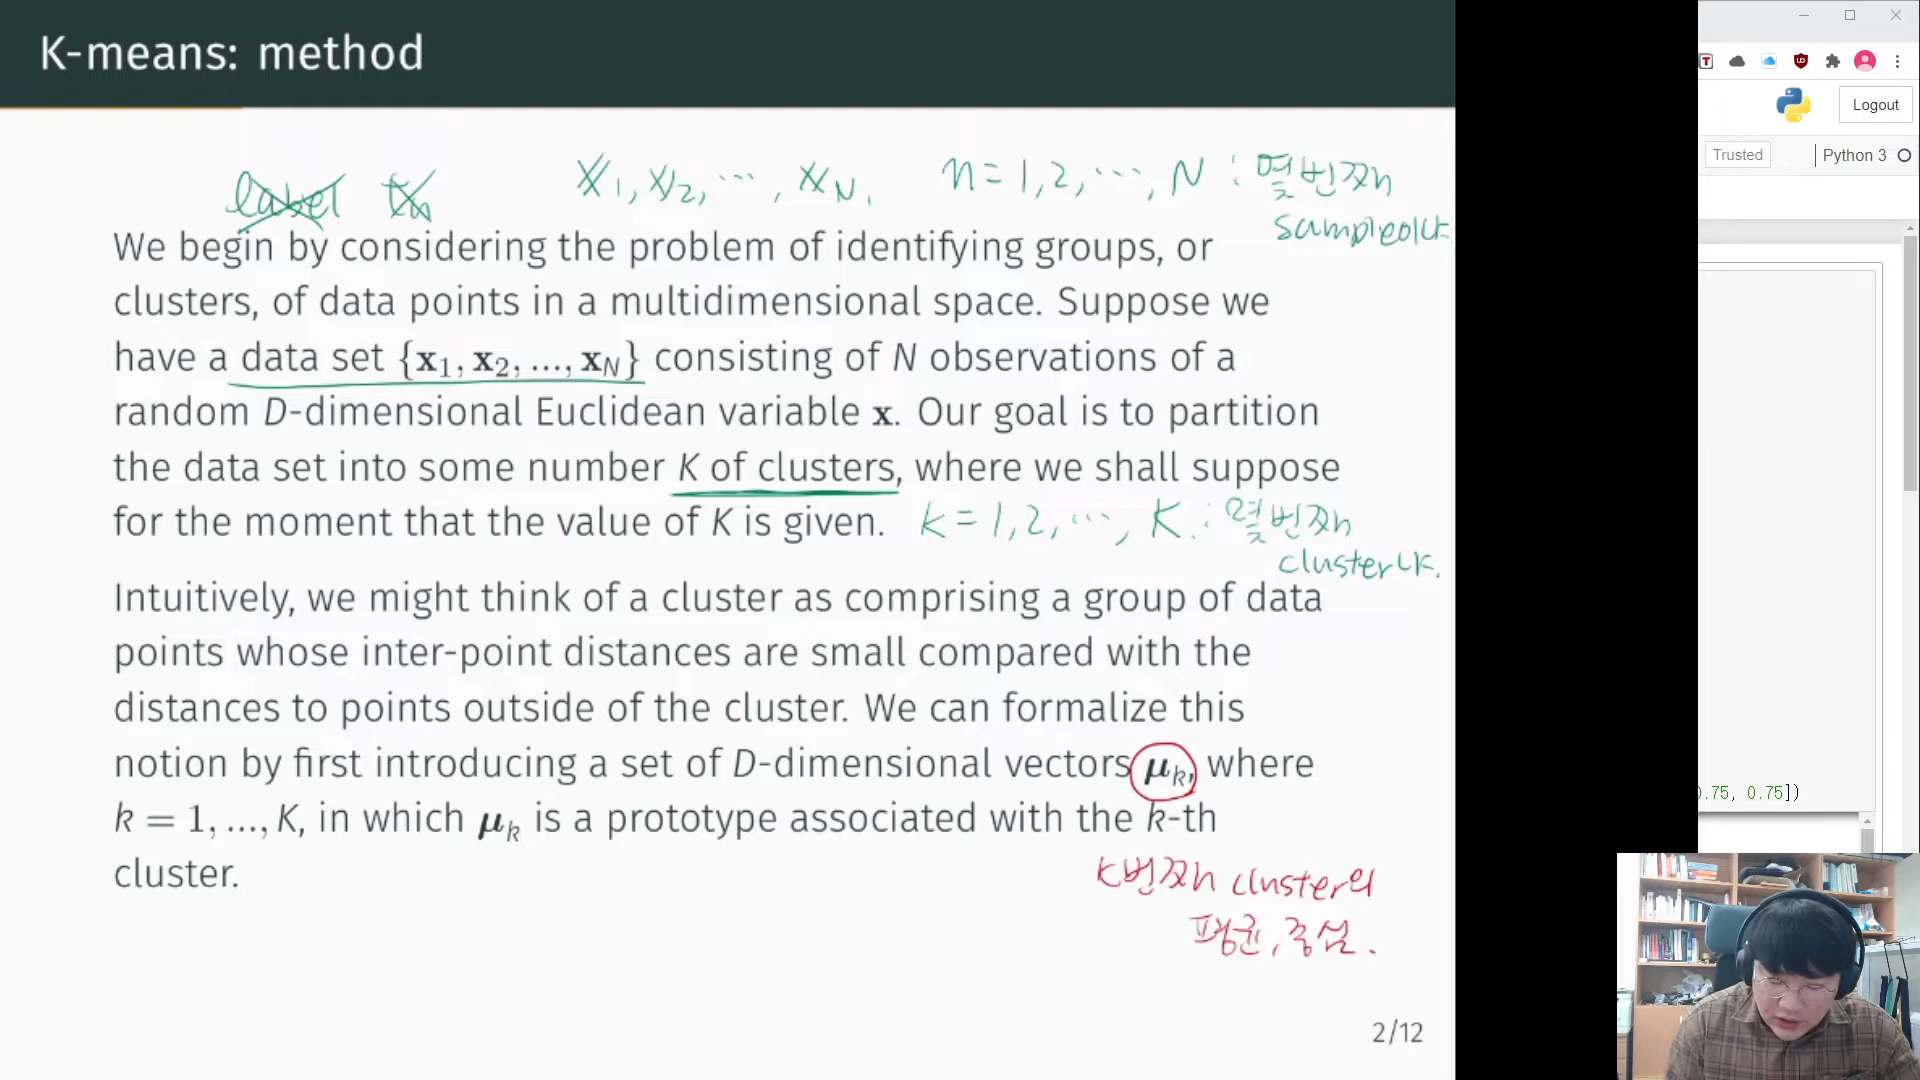 K-means: method
label tn
x1, x2, ..., xN, n=1,2,...,N : 몇번째
sample이냐.
We begin by considering the problem of identifying groups, or
clusters, of data points in a multidimensional space. Suppose we
have a data set {x1, x2, ..., xN} consisting of N observations of a
random D-dimensional Euclidean variable x. Our goal is to partition
the data set into some number K of clusters, where we shall suppose
for the moment that the value of K is given.
k=1,2,...,K. : 몇번째
cluster냐.
Intuitively, we might think of a cluster as comprising a group of data
points whose inter-point distances are small compared with the
distances to points outside of the cluster. We can formalize this
notion by first introducing a set of D-dimensional vectors μk, where
k = 1, ..., K, in which μk is a prototype associated with the k-th
cluster.
k번째 cluster의
평균, 중심.
2/12
Logout
Trusted
Python 3
0.75, 0.75])